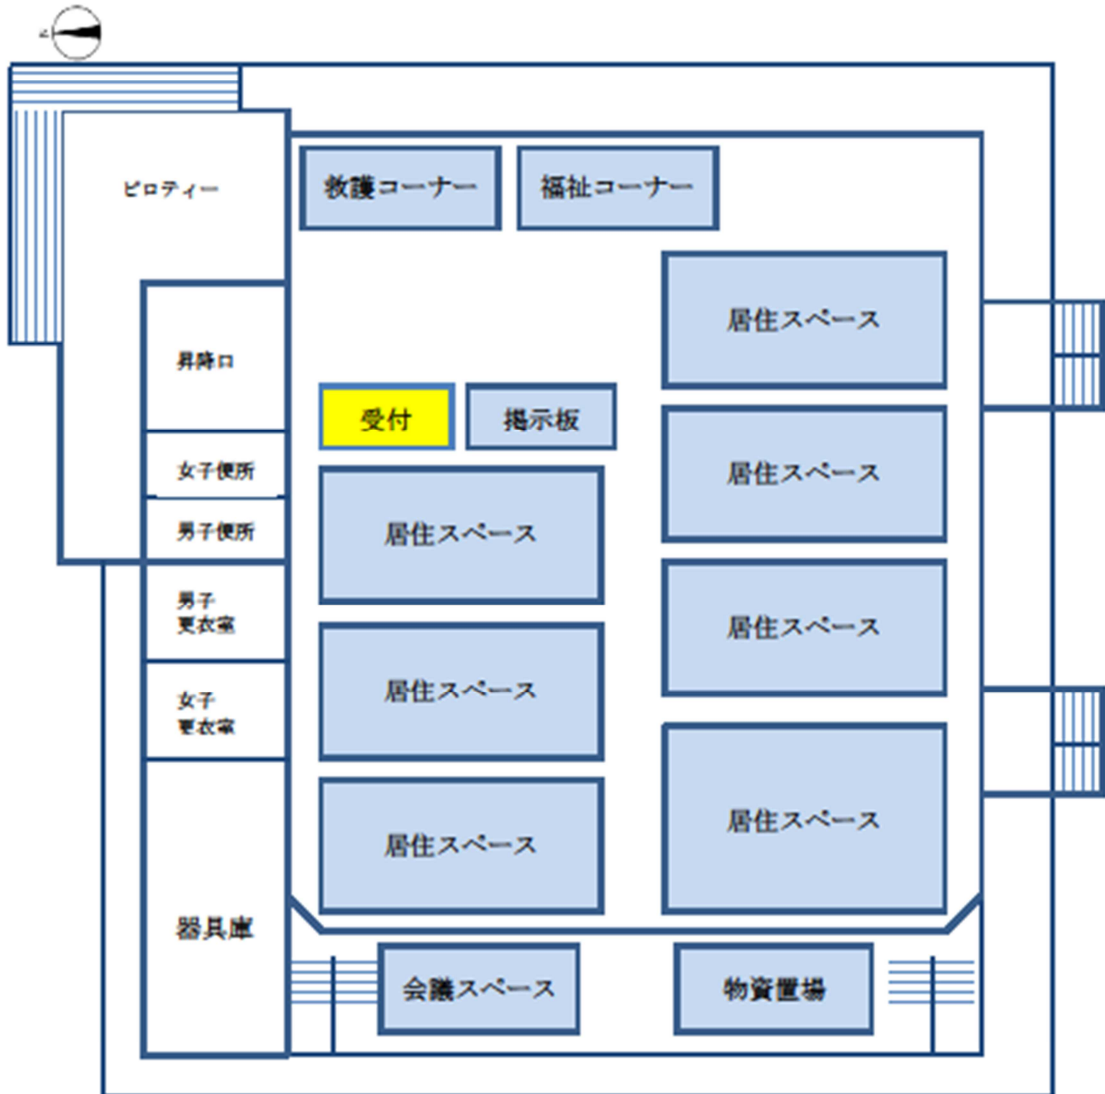 N
ピロティー
救護コーナー
福祉コーナー
居住スペース
昇降口
受付
掲示板
女子便所
居住スペース
男子便所
居住スペース
男子
更衣室
居住スペース
女子
更衣室
居住スペース
居住スペース
居住スペース
器具庫
会議スペース
物資置場